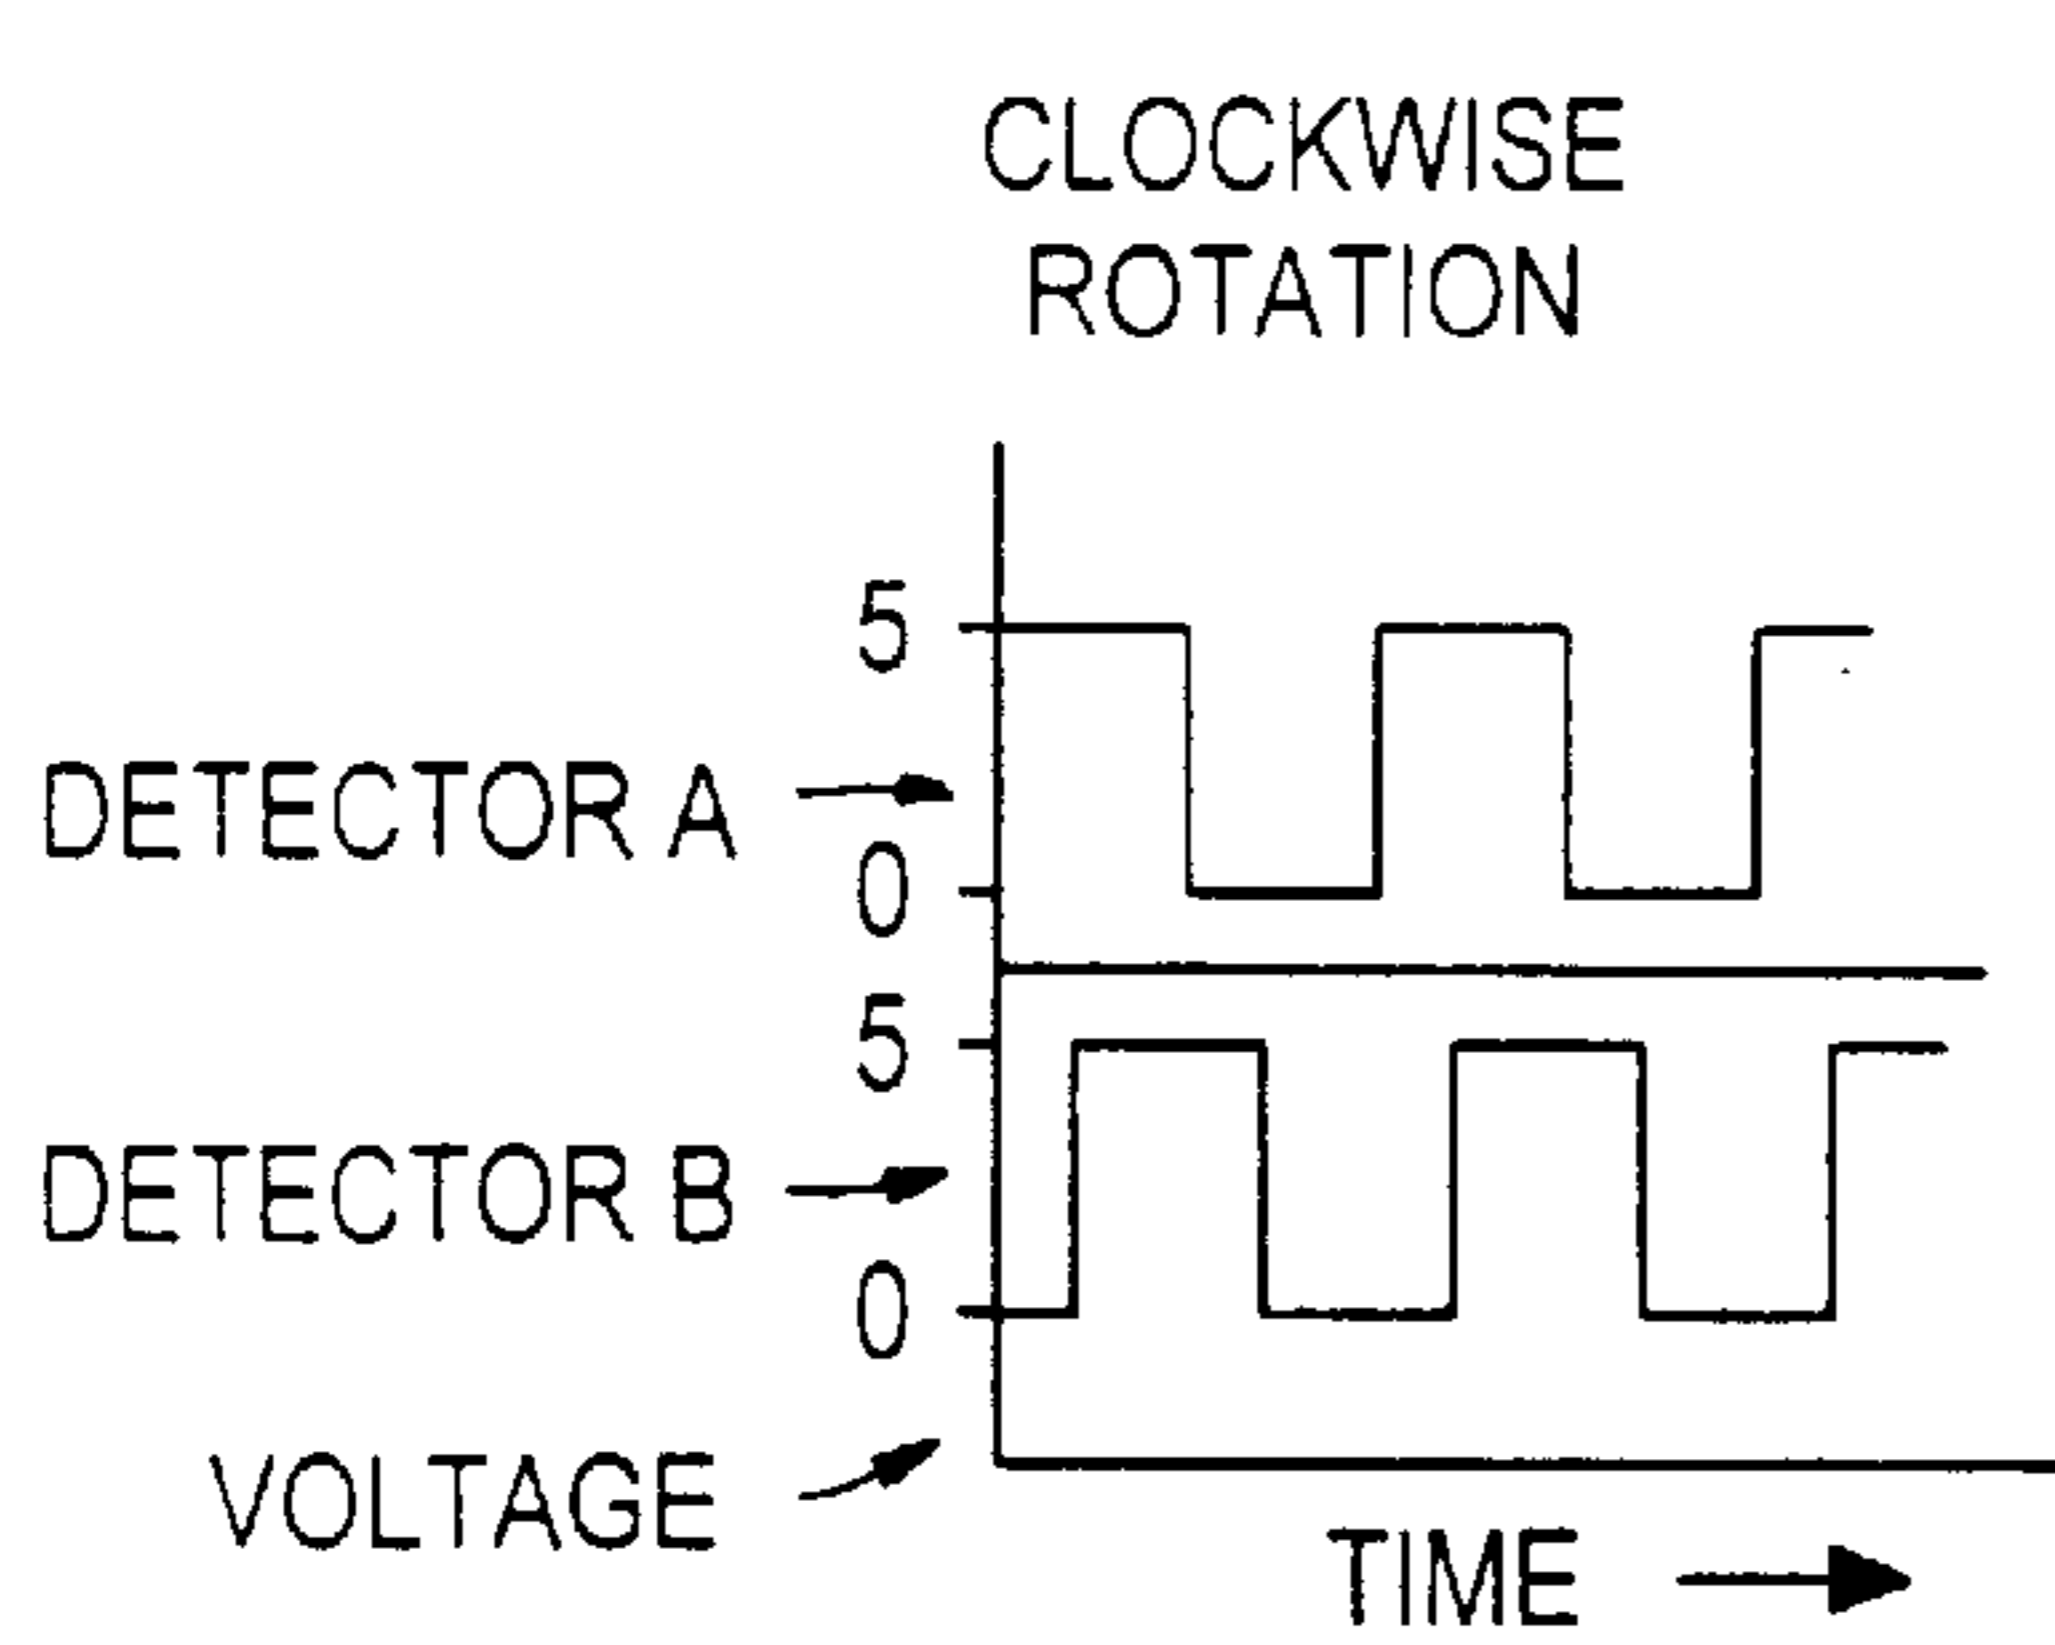 CLOCKWISE
ROTATION
5
DETECTOR A
0
5
DETECTOR B
0
VOLTAGE
TIME